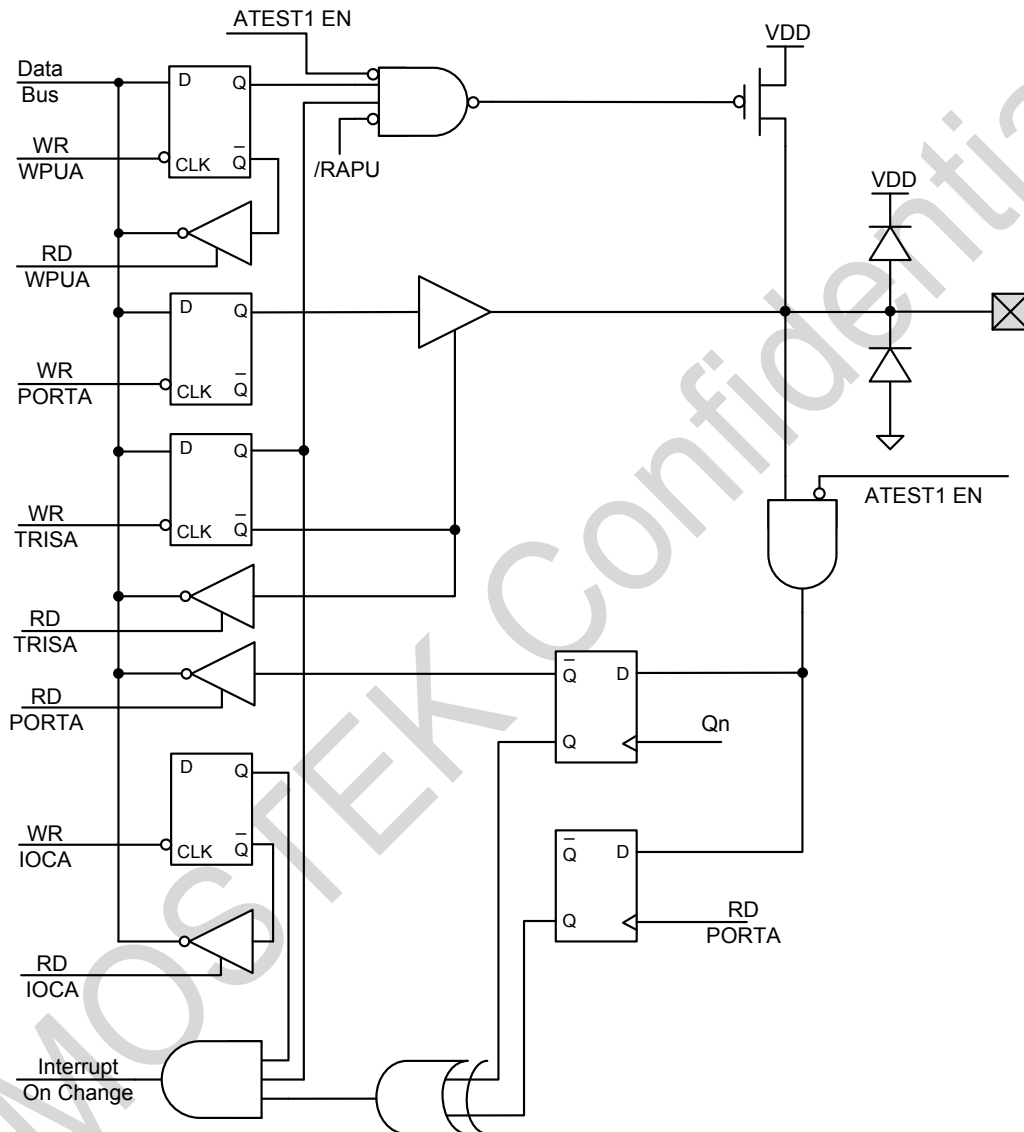 ATEST1 EN
VDD
Data
Bus
D
Q
WR
WPUA
CLK
Q
/RAPU
VDD
RD
WPUA
D
Q
WR
PORTA
CLK
Q
D
Q
ATEST1 EN
WR
TRISA
CLK
Q
RD
TRISA
Q
D
RD
PORTA
Qn
Q
D
Q
WR
IOCA
CLK
Q
Q
D
RD
PORTA
Q
RD
IOCA
Interrupt
On Change
MOSTEK Confidential